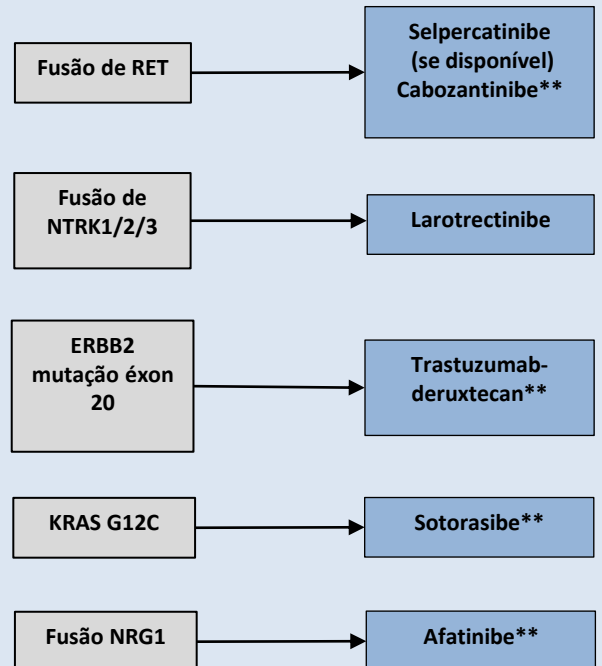 Fusão de RET
Selpercatinibe
(se disponível)
Cabozantinibe**
Fusão de
NTRK1/2/3
Larotrectinibe
ERBB2
mutação éxon
20
Trastuzumab-
deruxtecan**
KRAS G12C
Sotorasibe**
Fusão NRG1
Afatinibe**